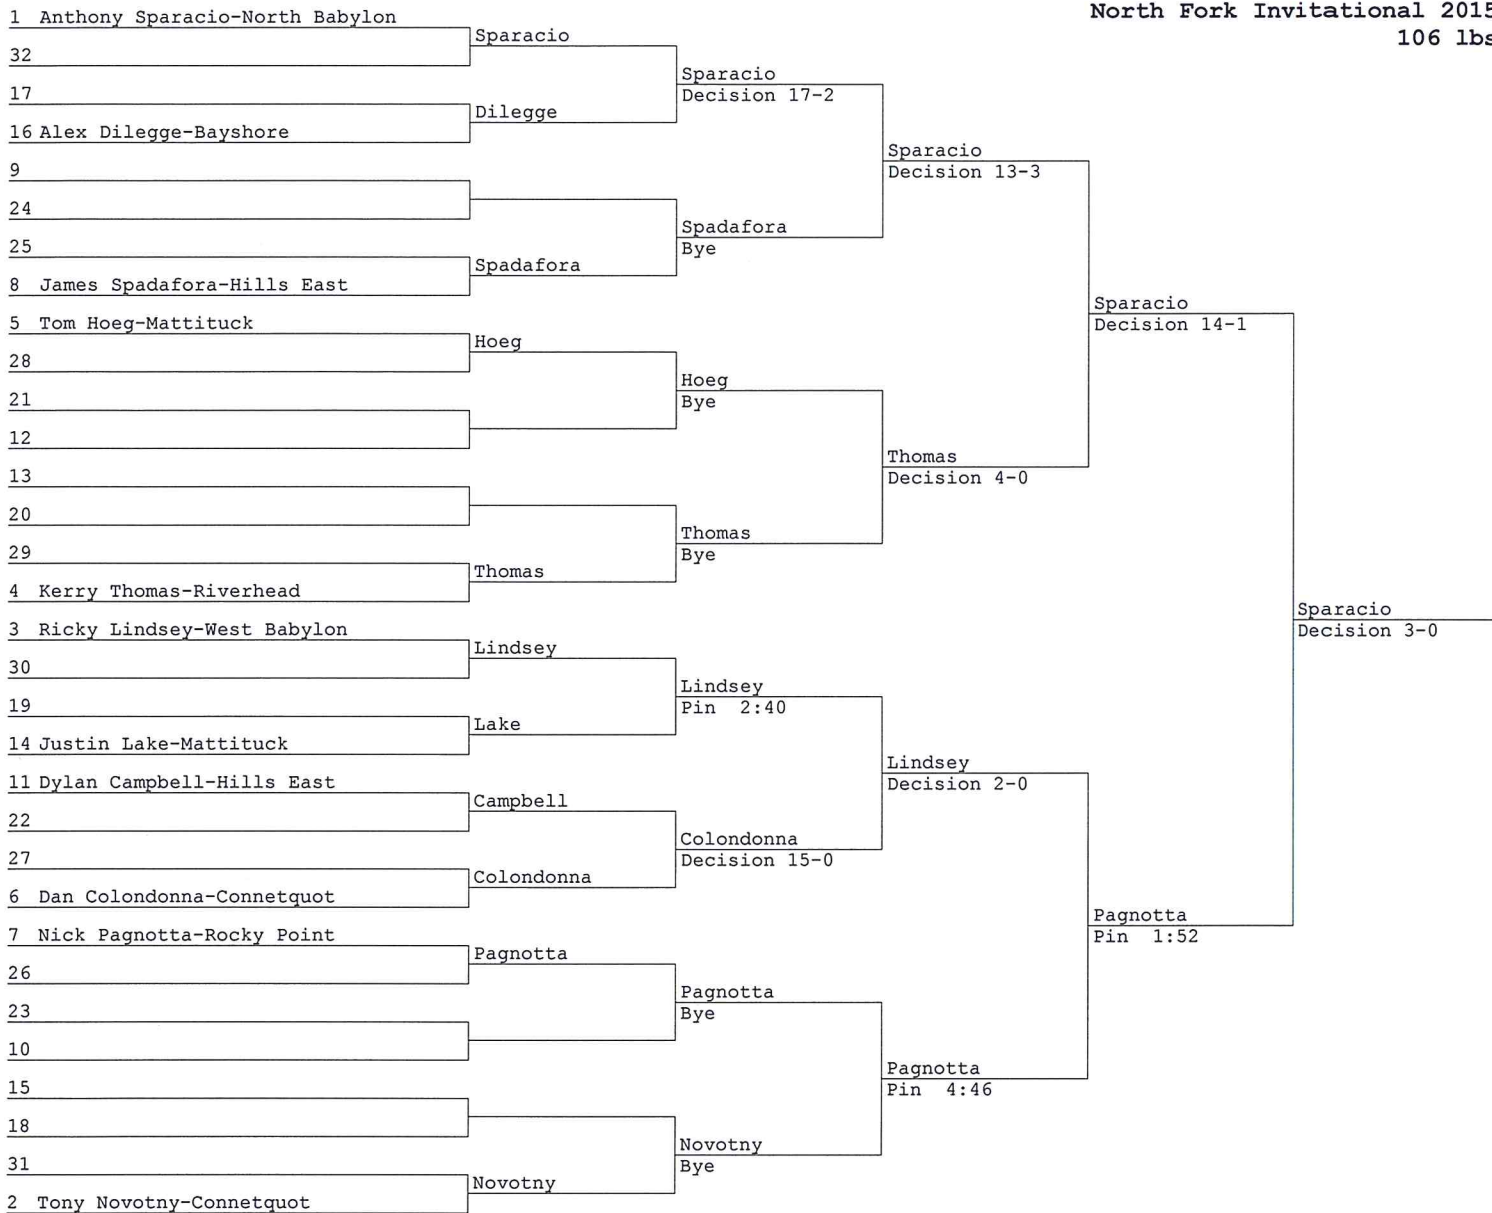 North Fork Invitational 2015
106 lbs
1 Anthony Sparacio-North Babylon
32
17
16 Alex Dilegge-Bayshore
9
24
25
8 James Spadafora-Hills East
5 Tom Hoeg-Mattituck
28
21
12
13
20
29
4 Kerry Thomas-Riverhead
3 Ricky Lindsey-West Babylon
30
19
14 Justin Lake-Mattituck
11 Dylan Campbell-Hills East
22
27
6 Dan Colondonna-Connetquot
7 Nick Pagnotta-Rocky Point
26
23
10
15
18
31
2 Tony Novotny-Connetquot
Sparacio
Dilegge
Spadafora
Hoeg
Thomas
Lindsey
Lake
Campbell
Colondonna
Pagnotta
Novotny
Sparacio
Decision 17-2
Spadafora
Bye
Hoeg
Bye
Thomas
Bye
Lindsey
Pin 2:40
Colondonna
Decision 15-0
Pagnotta
Bye
Novotny
Bye
Sparacio
Decision 13-3
Thomas
Decision 4-0
Lindsey
Decision 2-0
Pagnotta
Pin 4:46
Sparacio
Decision 14-1
Pagnotta
Pin 1:52
Sparacio
Decision 3-0